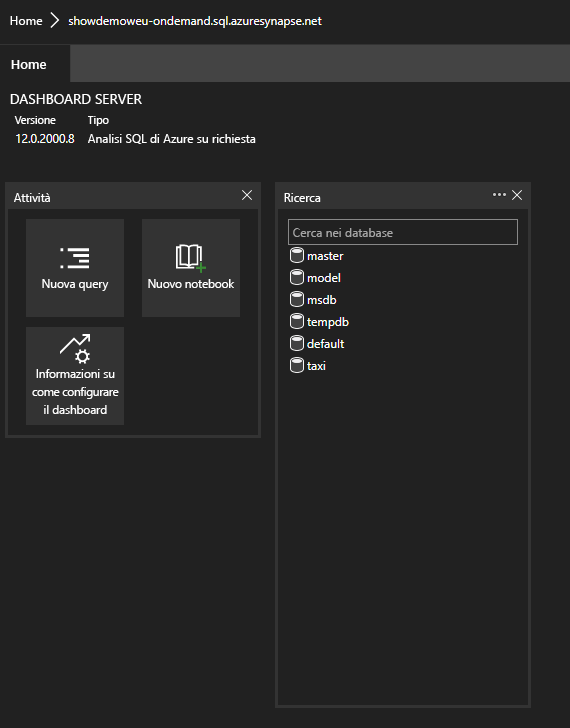 Home showdemoweu-ondemand.sql.azuresynapse.net
Home
DASHBOARD SERVER
Versione Tipo
12.0.2000.8 Analisi SQL di Azure su richiesta
Attività
Nuova query
Nuovo notebook
Informazioni su
come configurare
il dashboard
Ricerca
Cerca nei database
master
model
msdb
tempdb
default
taxi